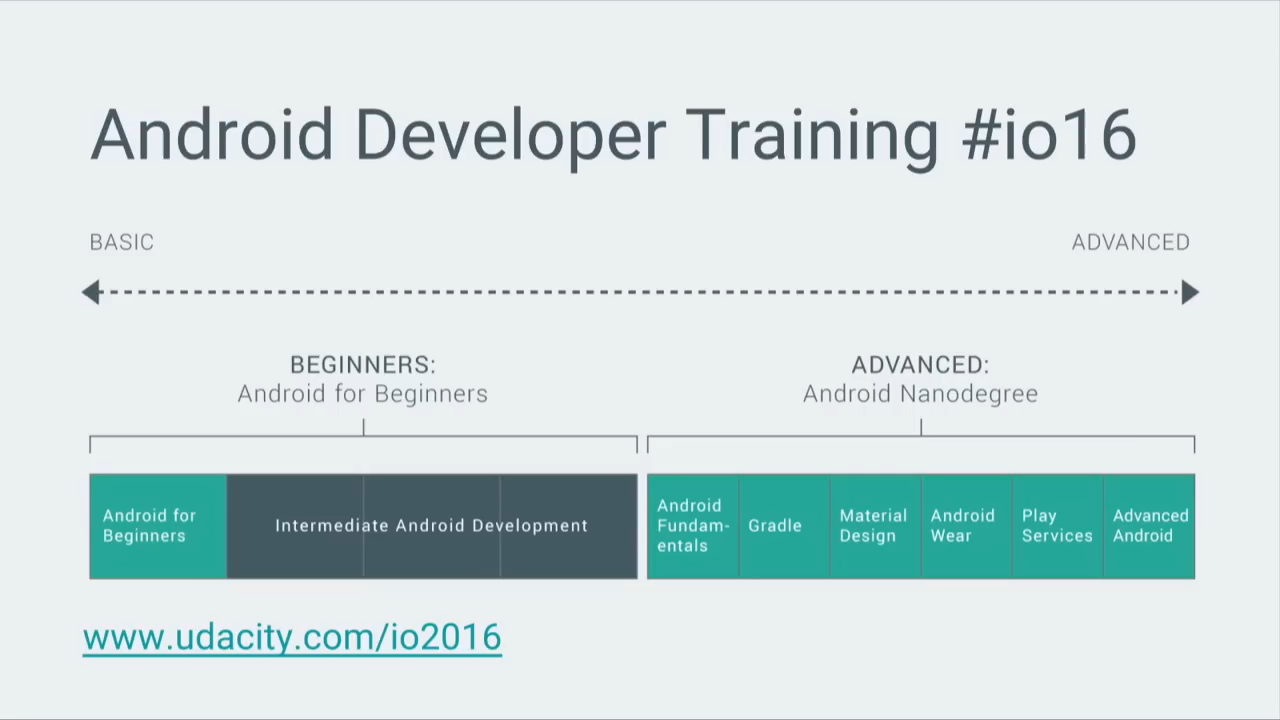 Android Developer Training #io16
BASIC
ADVANCED
BEGINNERS:
Android for Beginners
ADVANCED:
Android Nanodegree
Android for
Beginners
Intermediate Android Development
Android
Fundam-
entals
Gradle
Material
Design
Android
Wear
Play
Services
Advanced
Android
www.udacity.com/io2016